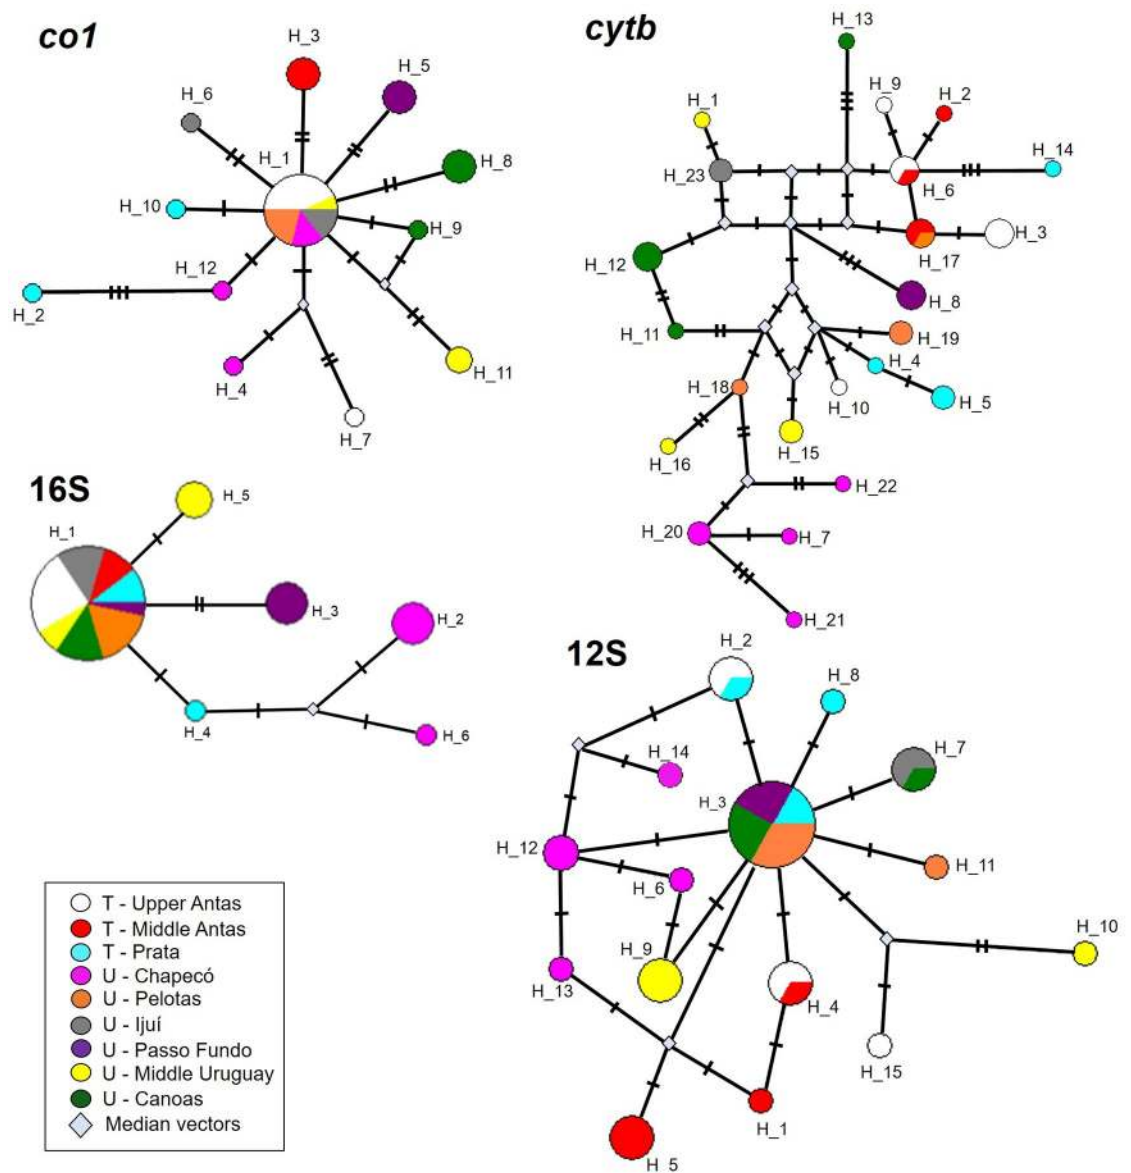 co1
H_3
H_5
H_6
H_1
H_8
H_10
H_9
H_12
H_2
H_4
H_11
H_7
cytb
H_13
H_9
H_2
H_1
H_14
H_23
H_6
H_3
H_17
H_12
H_8
H_11
H_19
H_4
H_18
H_10
H_5
H_15
H_16
H_22
H_20
H_7
H_21
16S
H_5
H_1
H_3
H_2
H_4
H_6
12S
H_2
H_8
H_14
H_7
H_3
H_12
H_6
H_11
H_9
H_10
H_13
H_4
H_15
H_1
H_5
T - Upper Antas
T - Middle Antas
T - Prata
U - Chapecó
U - Pelotas
U - Ijuí
U - Passo Fundo
U - Middle Uruguay
U - Canoas
Median vectors